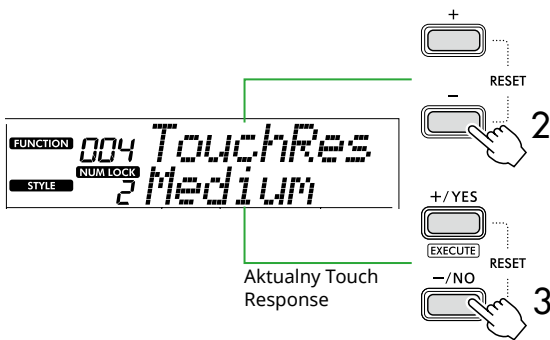 +
RESET
-
2
FUNCTION 004 TouchRes
NUM LOCK
STYLE 2 Medium
+/YES
EXECUTE
RESET
Aktualny Touch
Response
-/NO
3